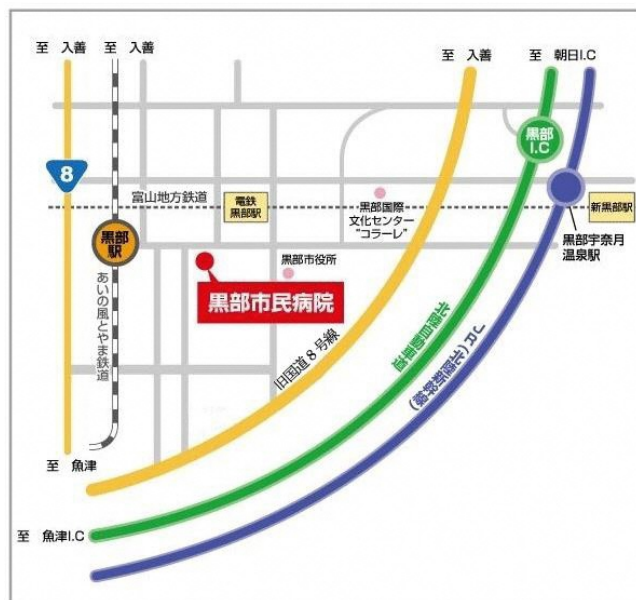 至 入善
至 入善
至 入善
至 朝日I.C
黒部
I.C
8
富山地方鉄道
電鉄
黒部駅
黒部国際
文化センター
"コラーレ"
新黒部駅
黒部
駅
黒部宇奈月
温泉駅
黒部市役所
黒部市民病院
あいの風とやま鉄道
旧国道8号線
北陸自動車道
JR(北陸新幹線)
至 魚津
至 魚津I.C